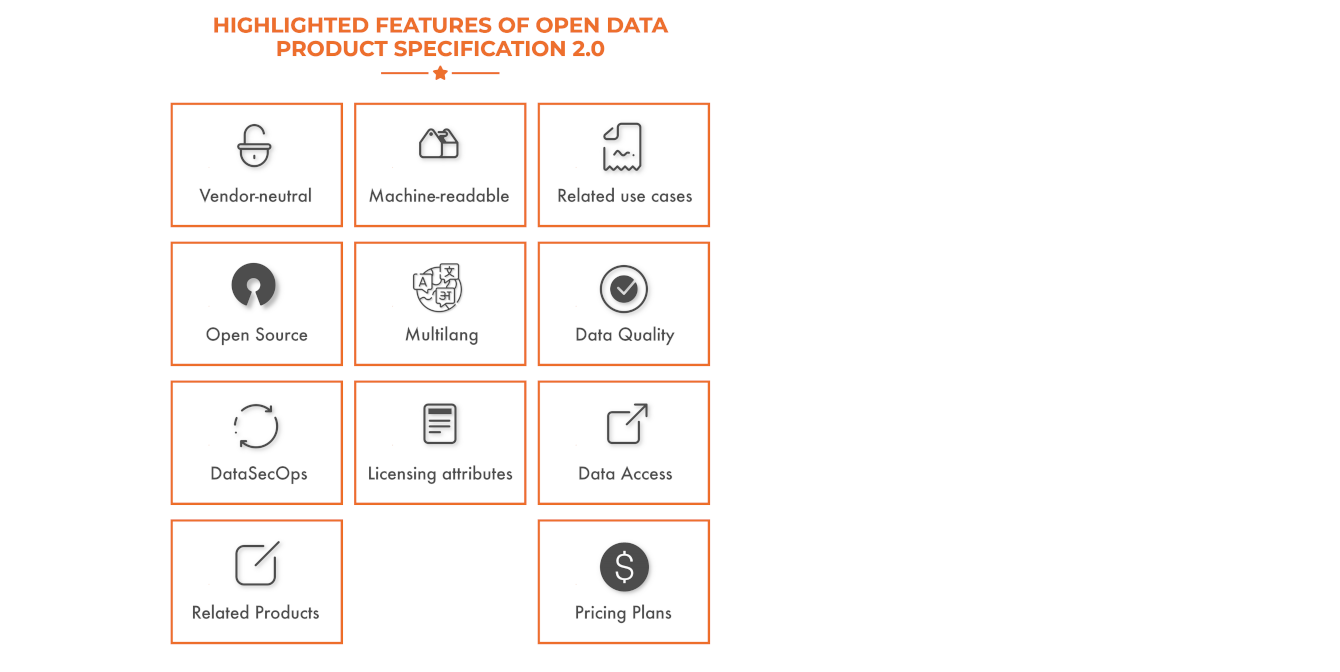 HIGHLIGHTED FEATURES OF OPEN DATA
PRODUCT SPECIFICATION 2.0
Vendor-neutral
Machine-readable
Related use cases
A
文
अ
Open Source
Multilang
Data Quality
DataSecOps
Licensing attributes
Data Access
$
Related Products
Pricing Plans